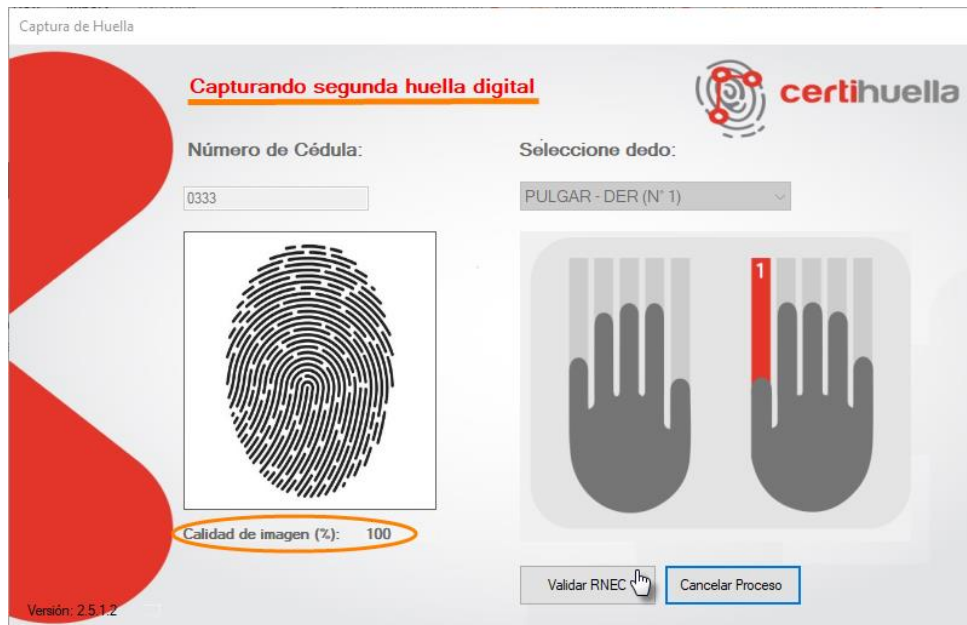 Captura de Huella
Capturando segunda huella digital
certihuella
Número de Cédula:
Seleccione dedo:
0333
PULGAR - DER (N° 1)
1
Calidad de imagen (%): 100
Validar RNEC
Cancelar Proceso
Versión: 2.5.1.2